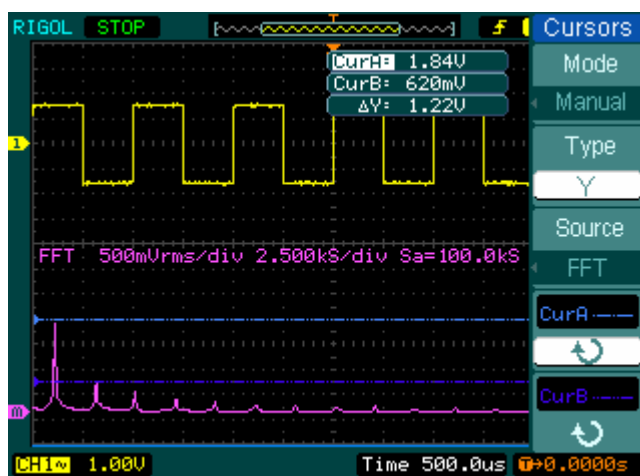 RIGOL STOP
Cursors
CurA: 1.84V
CurB: 620mV
ΔY: 1.22V
Mode
Manual
Type
Y
1
Source
FFT
FFT 500mVrms/div 2.500kS/div Sa=100.0kS
CurA
CurB
CH1~ 1.00V
Time 500.0us
T→0.0000s